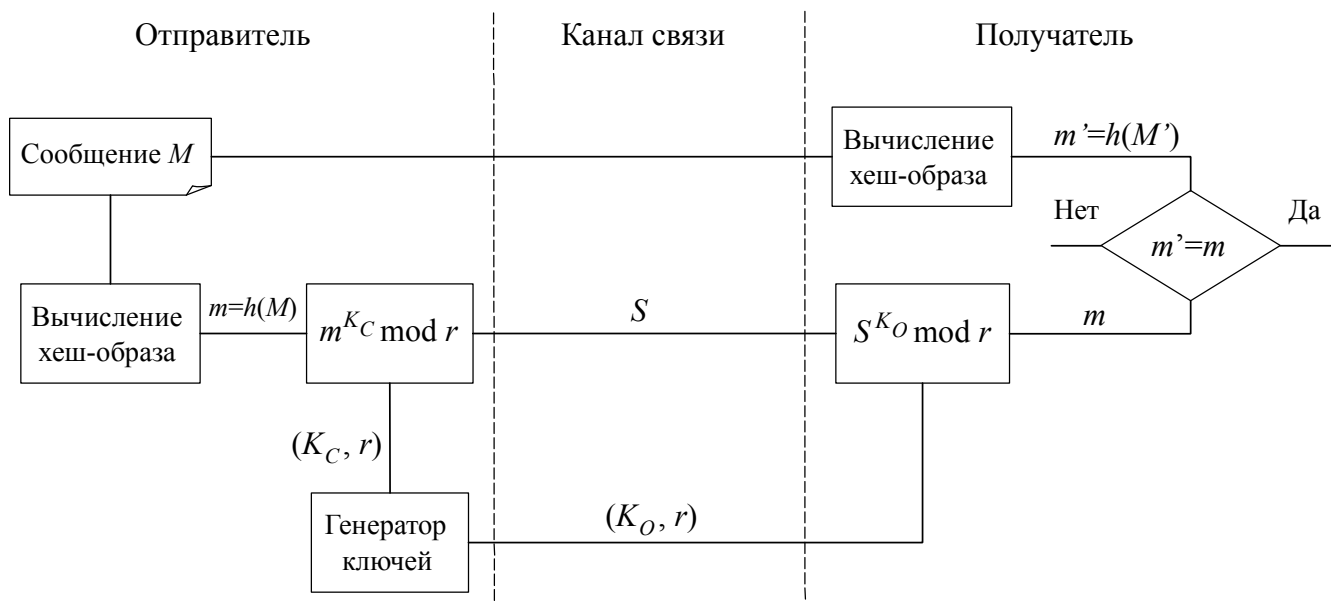 Отправитель
Канал связи
Получатель
Сообщение M
Вычисление
хеш-образа
m’=h(M’)
Нет
Да
m’=m
Вычисление
хеш-образа
m=h(M)
m^{K_C} mod r
S
S^{K_O} mod r
m
(K_C, r)
Генератор
ключей
(K_O, r)